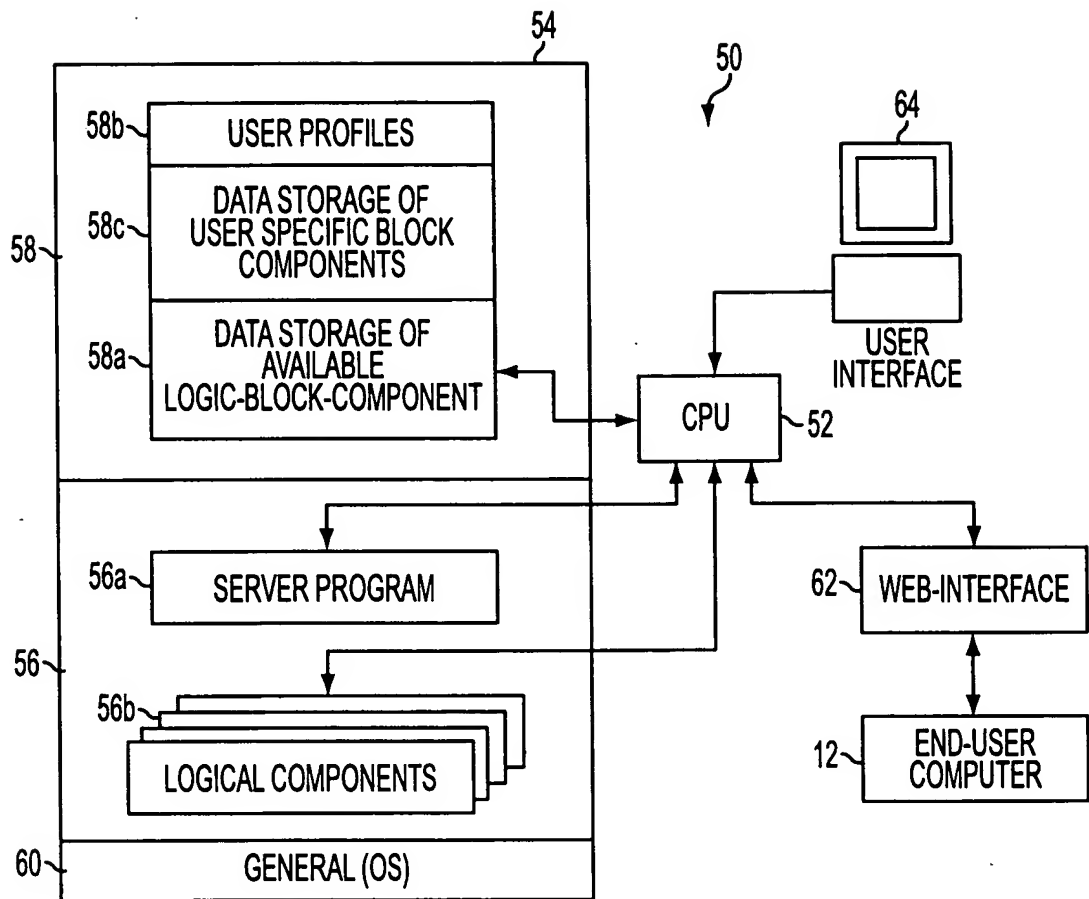 54
50
64
58b
USER PROFILES
58c
DATA STORAGE OF
USER SPECIFIC BLOCK
COMPONENTS
58
58a
DATA STORAGE OF
AVAILABLE
LOGIC-BLOCK-COMPONENT
USER
INTERFACE
CPU
52
56a
SERVER PROGRAM
62
WEB-INTERFACE
56
56b
LOGICAL COMPONENTS
12
END-USER
COMPUTER
60
GENERAL (OS)